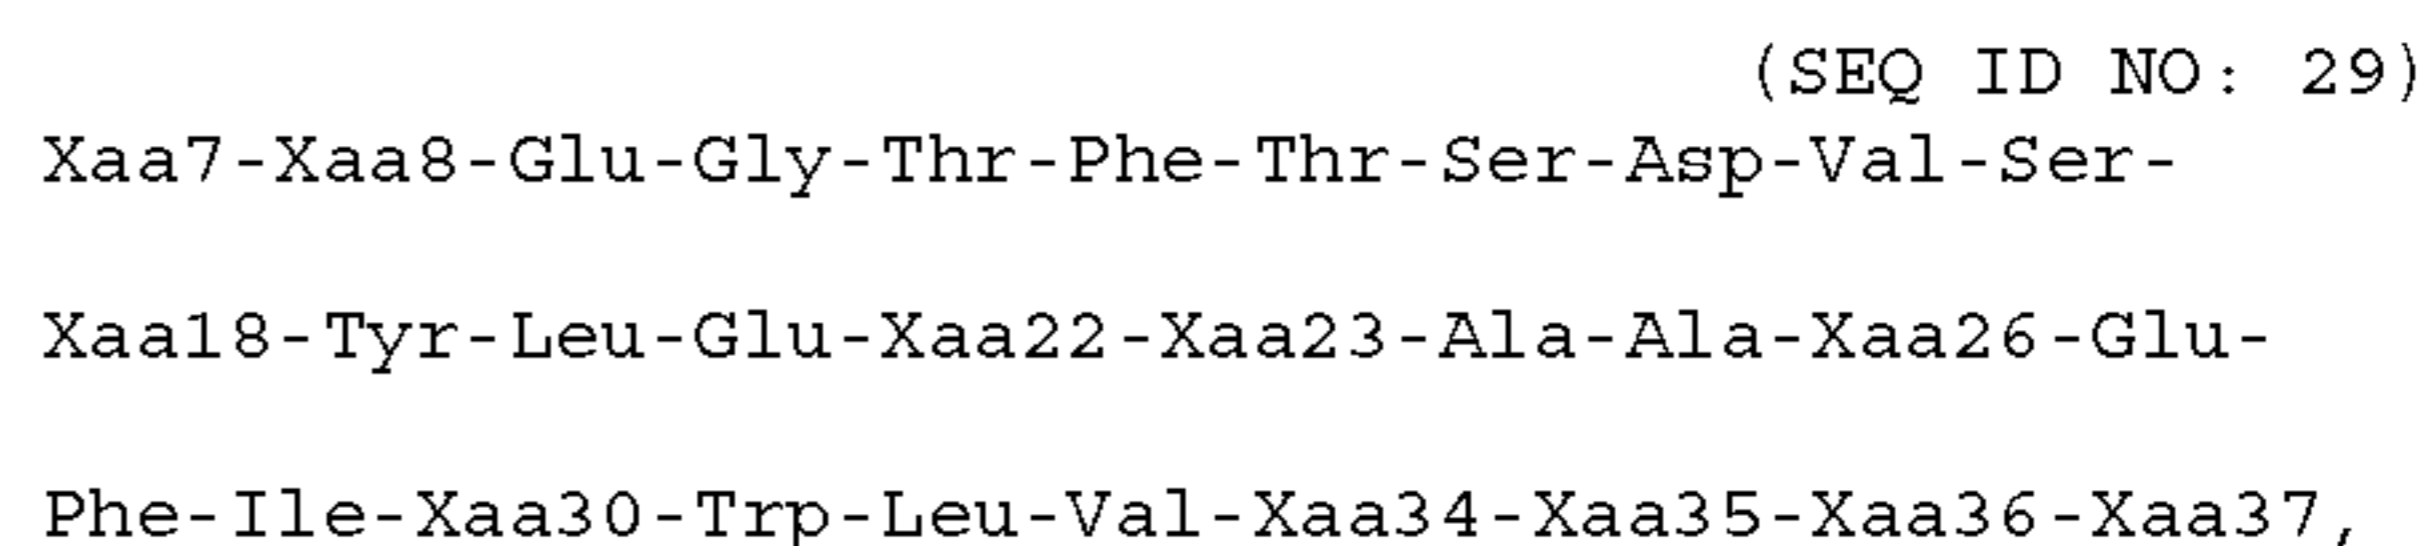 (SEQ ID NO: 29)
Xaa7-Xaa8-Glu-Gly-Thr-Phe-Thr-Ser-Asp-Val-Ser-
Xaa18-Tyr-Leu-Glu-Xaa22-Xaa23-Ala-Ala-Xaa26-Glu-
Phe-Ile-Xaa30-Trp-Leu-Val-Xaa34-Xaa35-Xaa36-Xaa37,